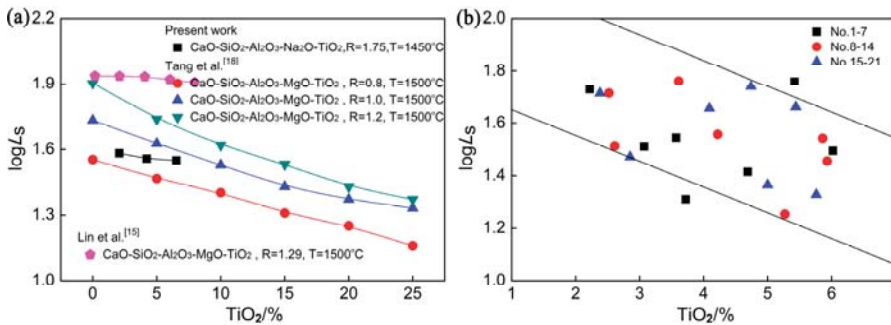 (a)
2.2
1.9
1.6
1.3
1.0
logLs
0
5
10
15
20
25
TiO₂/%
Present work
CaO-SiO₂-Al₂O₃-Na₂O-TiO₂,R=1.75,T=1450°C
Tang et al.[18]
CaO-SiO₂-Al₂O₃-MgO-TiO₂ , R=0.8, T=1500°C
CaO-SiO₂-Al₂O₃-MgO-TiO₂ , R=1.0, T=1500°C
CaO-SiO₂-Al₂O₃-MgO-TiO₂ , R=1.2, T=1500°C
Lin et al.[15]
CaO-SiO₂-Al₂O₃-MgO-TiO₂ , R=1.29, T=1500°C
(b)
2.0
1.8
1.6
1.4
1.2
1.0
logLs
1
2
3
4
5
6
TiO₂/%
No.1-7
No.8-14
No.15-21